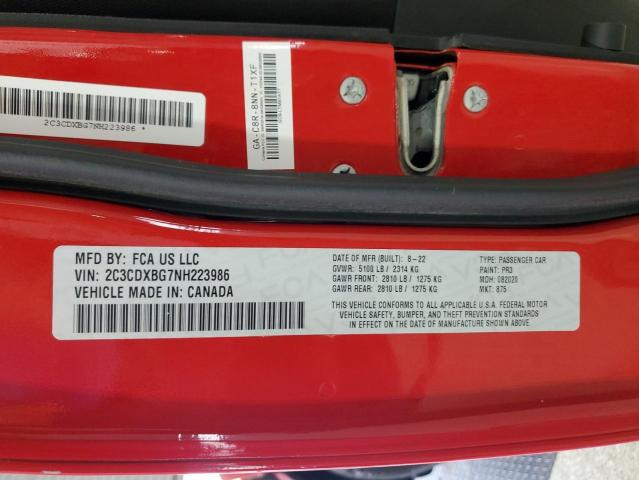 2C3CDXBG7NH223986 *
GA-C8R-8NN-T1XF
MFD BY: FCA US LLC
VIN: 2C3CDXBG7NH223986
VEHICLE MADE IN: CANADA
DATE OF MFR (BUILT): 8-22
GVWR: 5100 LB / 2314 KG
GAWR FRONT: 2810 LB / 1275 KG
GAWR REAR: 2810 LB / 1275 KG
TYPE: PASSENGER CAR
PAINT: PR3
MDH: 082020
MKT: 875
THIS VEHICLE CONFORMS TO ALL APPLICABLE U.S.A. FEDERAL MOTOR
VEHICLE SAFETY, BUMPER, AND THEFT PREVENTION STANDARDS
IN EFFECT ON THE DATE OF MANUFACTURE SHOWN ABOVE.